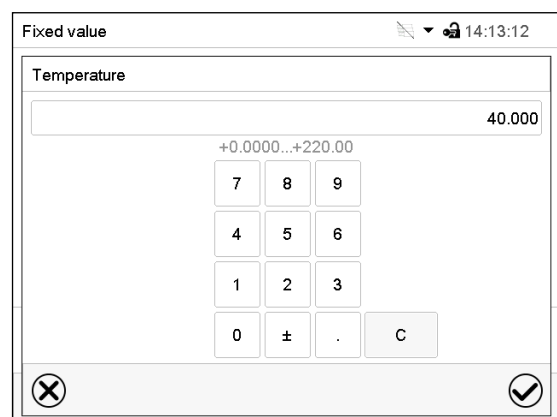 Fixed value 14:13:12
Temperature
40.000
+0.0000...+220.00
7 8 9
4 5 6
1 2 3
0 ± . C